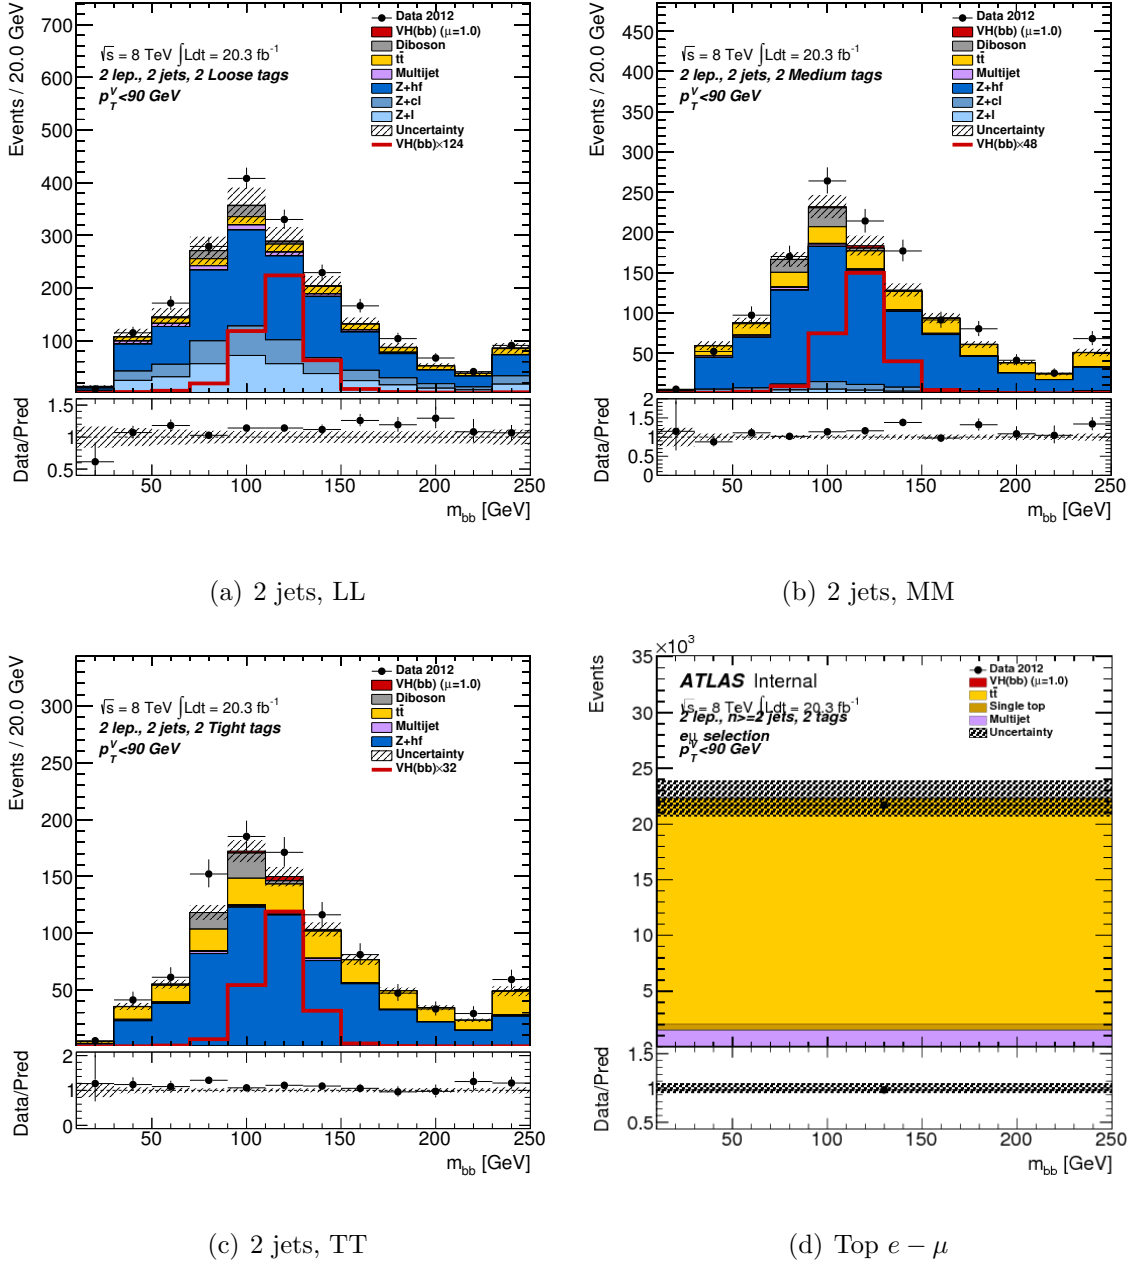 Events / 20.0 GeV
700
600
500
400
300
200
100
√s = 8 TeV ∫Ldt = 20.3 fb⁻¹
2 lep., 2 jets, 2 Loose tags
p_T^V<90 GeV
Data 2012
VH(bb) (μ=1.0)
Diboson
tt̄
Multijet
Z+hf
Z+cl
Z+l
Uncertainty
VH(bb)×124
Data/Pred
1.5
1
0.5
50 100 150 200 250
m_bb [GeV]
(a) 2 jets, LL
Events / 20.0 GeV
450
400
350
300
250
200
150
100
50
√s = 8 TeV ∫Ldt = 20.3 fb⁻¹
2 lep., 2 jets, 2 Medium tags
p_T^V<90 GeV
Data 2012
VH(bb) (μ=1.0)
Diboson
tt̄
Multijet
Z+hf
Z+cl
Z+l
Uncertainty
VH(bb)×48
Data/Pred
2
1.5
1
0.5
0
50 100 150 200 250
m_bb [GeV]
(b) 2 jets, MM
Events / 20.0 GeV
300
250
200
150
100
50
√s = 8 TeV ∫Ldt = 20.3 fb⁻¹
2 lep., 2 jets, 2 Tight tags
p_T^V<90 GeV
Data 2012
VH(bb) (μ=1.0)
Diboson
tt̄
Multijet
Z+hf
Uncertainty
VH(bb)×32
Data/Pred
2
1
0
50 100 150 200 250
m_bb [GeV]
(c) 2 jets, TT
Events
×10³
35
30
25
20
15
10
5
ATLAS Internal
√s = 8 TeV ∫Ldt = 20.3 fb⁻¹
2 lep., n>=2 jets, 2 tags
eμ selection
p_T^V<90 GeV
Data 2012
VH(bb) (μ=1.0)
tt̄
Single top
Multijet
Uncertainty
Data/Pred
1.5
1
0.5
50 100 150 200 250
m_bb [GeV]
(d) Top e − μ